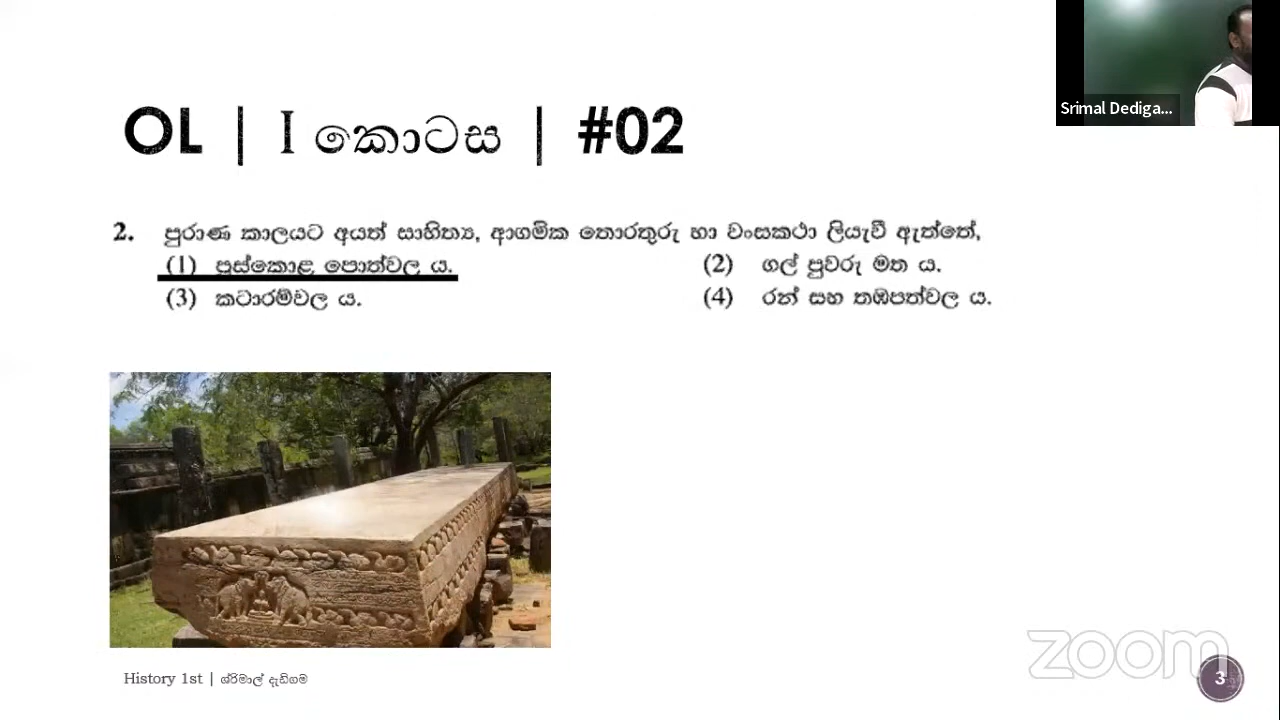 Srimal Dediga...
OL | I කොටස | #02
2. පුරාණ කාලයට අයත් සාහිත්‍ය, ආගමික තොරතුරු හා වංසකථා ලියැවී ඇත්තේ,
(1) පුස්කොළ පොත්වල ය.
(2) ගල් පුවරු මත ය.
(3) කටාරම්වල ය.
(4) රන් සහ තඹපත්වල ය.
History 1st | ශ්රිමාල් දැඩිගම
zoom
3